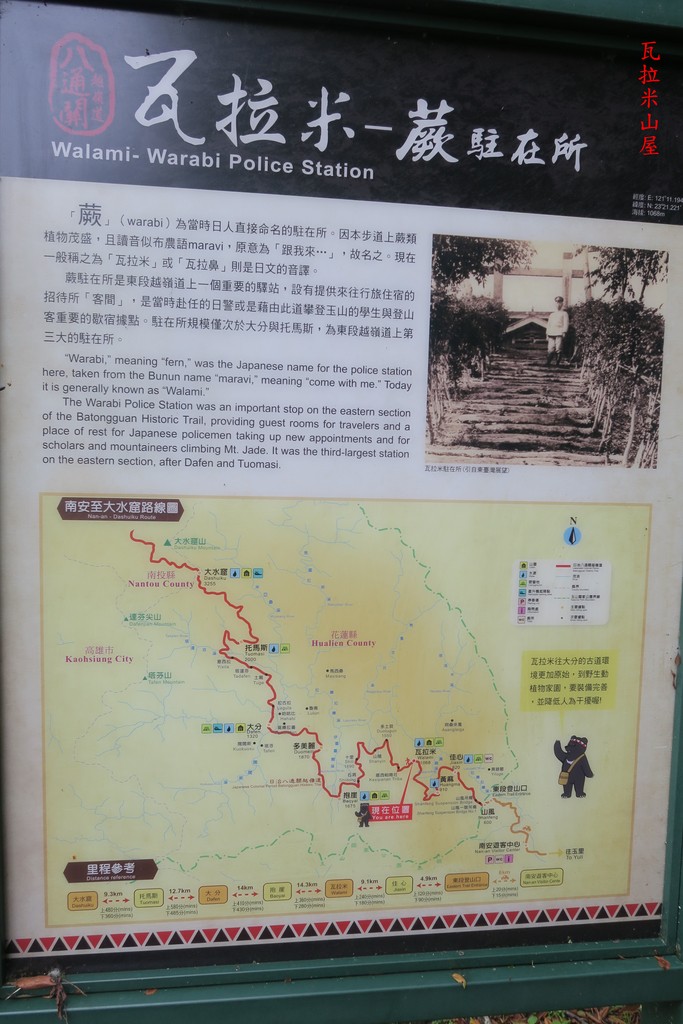 八通關
越嶺道
瓦拉米山屋
瓦拉米-蕨駐在所
Walami- Warabi Police Station
經度: E: 121°11.194
緯度: N: 23°21.221'
海拔: 1068m
「蕨」(warabi)為當時日人直接命名的駐在所。因本步道上蕨類
植物茂盛,且讀音似布農語maravi,原意為「跟我來…」,故名之。現在
一般稱之為「瓦拉米」或「瓦拉鼻」則是日文的音譯。
蕨駐在所是東段越嶺道上一個重要的驛站,設有提供來往行旅住宿的
招待所「客間」,是當時赴任的日警或是藉由此道攀登玉山的學生與登山
客重要的歇宿據點。駐在所規模僅次於大分與托馬斯,為東段越嶺道上第
三大的駐在所。
"Warabi," meaning "fern," was the Japanese name for the police station
here, taken from the Bunun name "maravi," meaning "come with me." Today
it is generally known as "Walami."
The Warabi Police Station was an important stop on the eastern section
of the Batongguan Historic Trail, providing guest rooms for travelers and a
place of rest for Japanese policemen taking up new appointments and for
scholars and mountaineers climbing Mt. Jade. It was the third-largest station
on the eastern section, after Dafen and Tuomasi.
瓦拉米駐在所(引自東臺灣展望)
南安至大水窟路線圖
Nan-an - Dashuiku Route
N
大水窟山
Dashuiku Mountain
大水窟
Dashuiku
3255
南投縣
Nantou County
達芬尖山
高雄市
Kaohsiung City
塔芬山
托馬斯
Tuomasi
花蓮縣
Hualien County
大分
Dafen
1320
多美麗
抱崖
瓦拉米
Walami
佳心
黃麻
現在位置
You are here
東段登山口
山風
南安遊客中心
往玉里
To Yuli
瓦拉米往大分的古道環
境更加原始,到野生動
植物家園,要裝備完善
,並降低人為干擾喔!
里程參考
Distance reference
大水窟
Dashuiku
9.3km
托馬斯
Tuomasi
12.7km
大分
Dafen
14km
抱崖
14.3km
瓦拉米
Walami
9.1km
佳心
4.9km
東段登山口
南安遊客中心